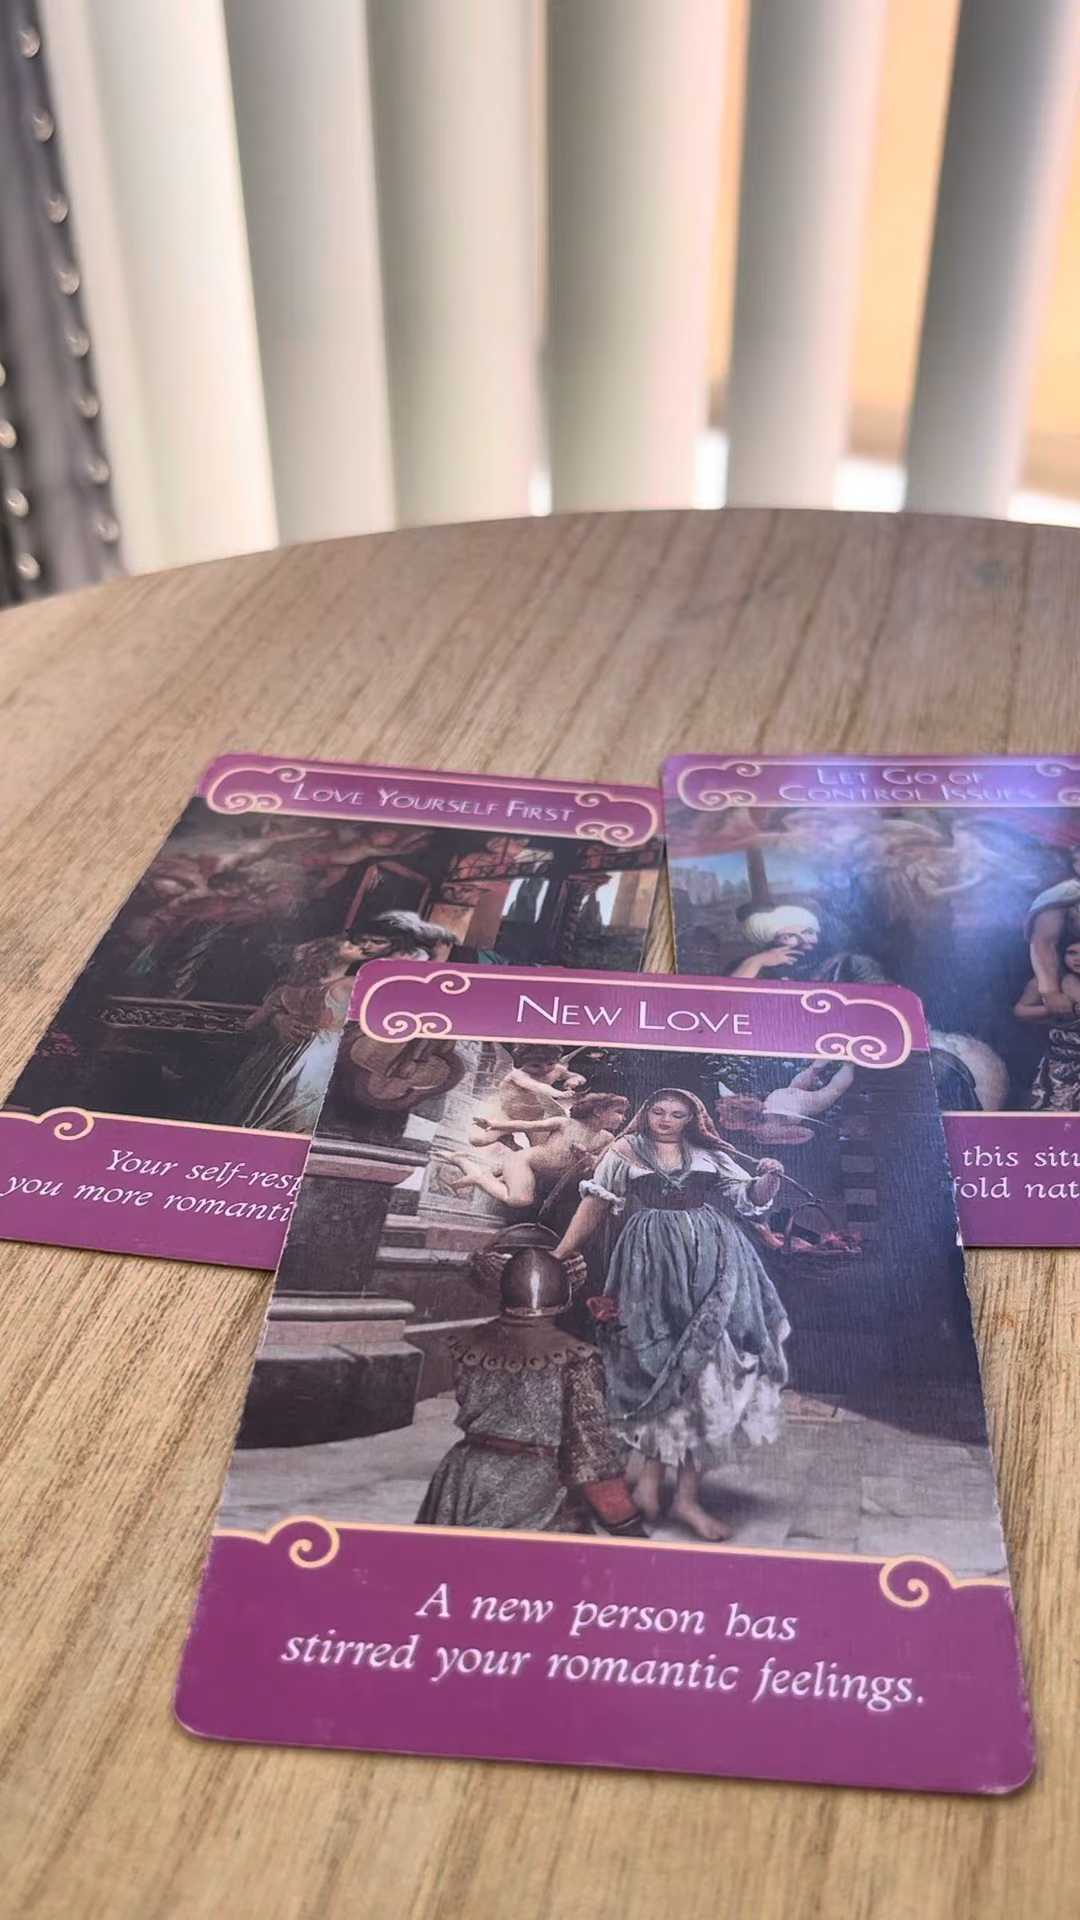 LOVE YOURSELF FIRST
Your self-resp
you more romanti
LET GO OF
CONTROL ISSUES
this situ
fold nat
NEW LOVE
A new person has
stirred your romantic feelings.